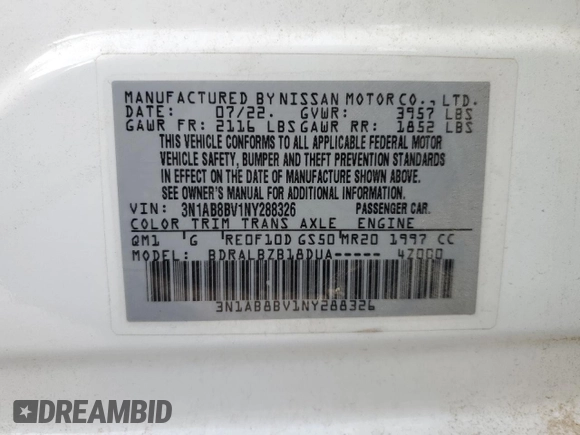 MANUFACTURED BY NISSAN MOTOR CO., LTD.
DATE: 07/22. GVWR: 3957 LBS
GAWR FR: 2116 LBS GAWR RR: 1852 LBS
THIS VEHICLE CONFORMS TO ALL APPLICABLE FEDERAL MOTOR
VEHICLE SAFETY, BUMPER AND THEFT PREVENTION STANDARDS
IN EFFECT ON THE DATE OF MANUFACTURE SHOWN ABOVE.
SEE OWNER'S MANUAL FOR ADDITIONAL INFORMATION.
VIN: 3N1AB8BV1NY288326 PASSENGER CAR.
COLOR TRIM TRANS AXLE ENGINE
QM1 'G 'RE0F10D GS50'MR20 1997 CC
MODEL: BDRALBZB18DUA----- 4Z000
3N1AB8BV1NY288326
DREAMBID